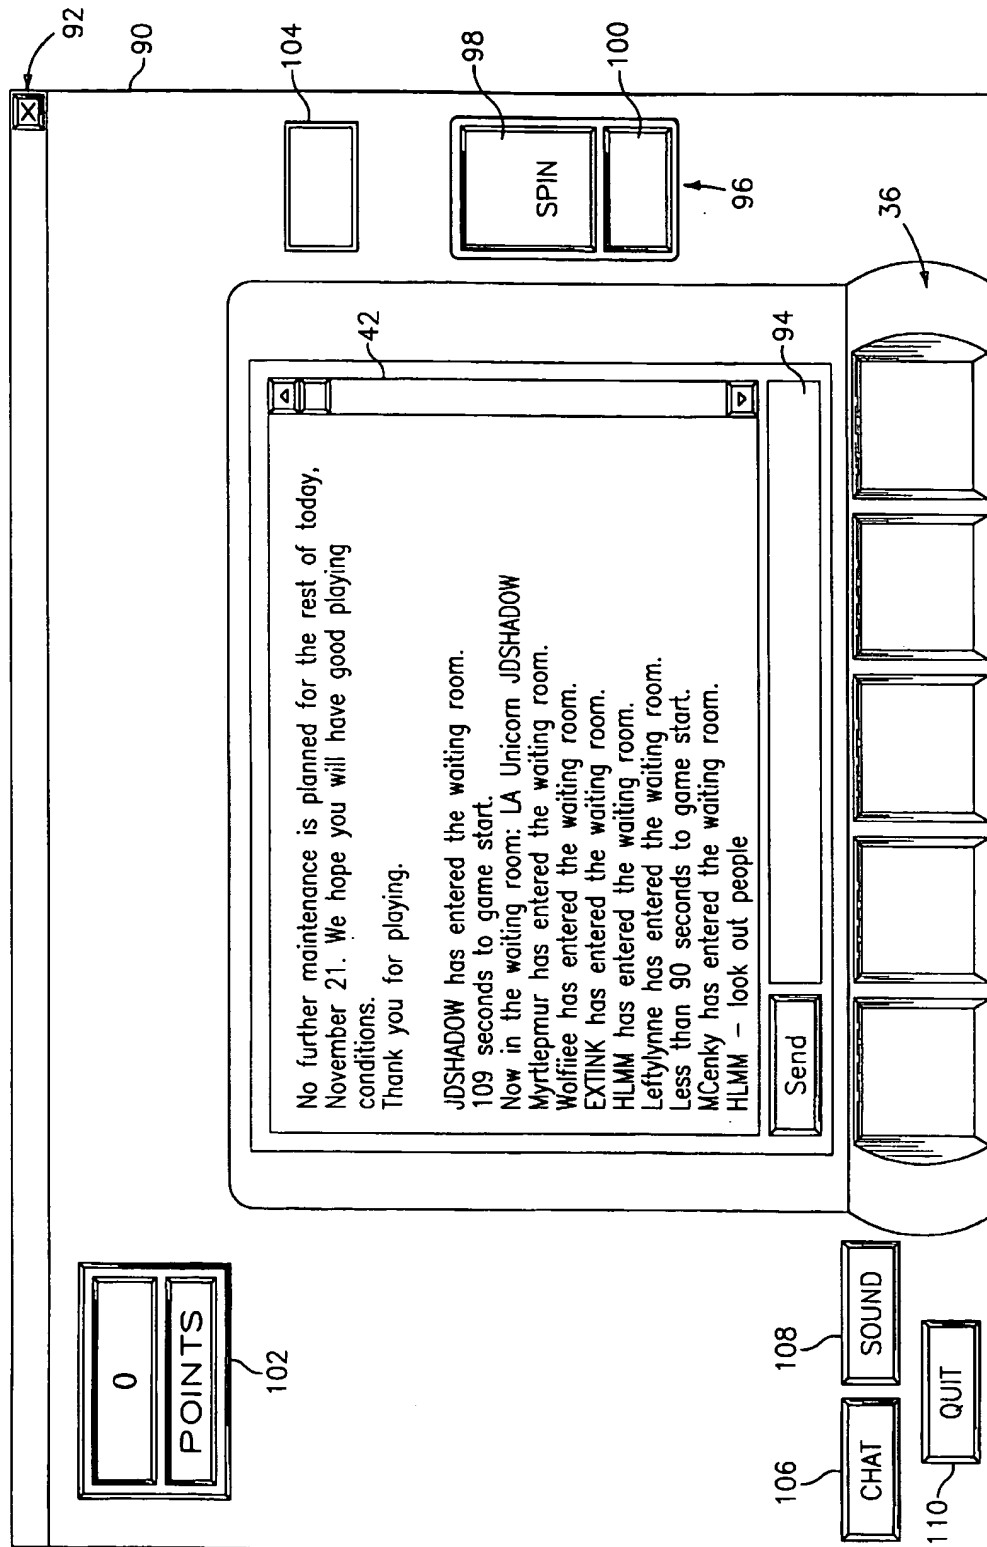 92
X
90
104
98
100
SPIN
96
36
42
94
No further maintenance is planned for the rest of today,
November 21. We hope you will have good playing
conditions.
Thank you for playing.
JDSHADOW has entered the waiting room.
109 seconds to game start.
Now in the waiting room: LA Unicorn JDSHADOW
Myrtlepmur has entered the waiting room.
Wolfiiee has entered the waiting room.
EXTINK has entered the waiting room.
HLMM has entered the waiting room.
Leftylynne has entered the waiting room.
Less than 90 seconds to game start.
MCenky has entered the waiting room.
HLMM – look out people
Send
0
POINTS
102
108
SOUND
106
CHAT
QUIT
110